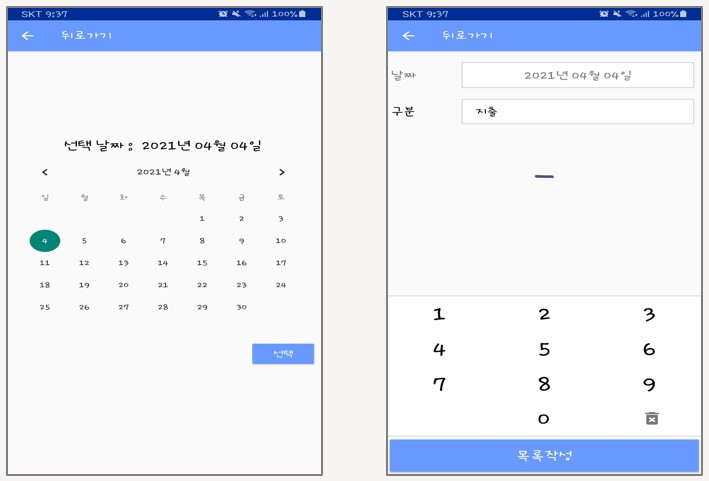 SKT 9:37
100%
뒤로가기
선택 날짜 : 2021년 04월 04일
2021년 4월
일 월 화 수 목 금 토
1 2 3
4 5 6 7 8 9 10
11 12 13 14 15 16 17
18 19 20 21 22 23 24
25 26 27 28 29 30
선택
SKT 9:37
100%
뒤로가기
날짜 2021년 04월 04일
구분 지출
1 2 3
4 5 6
7 8 9
0
목록작성